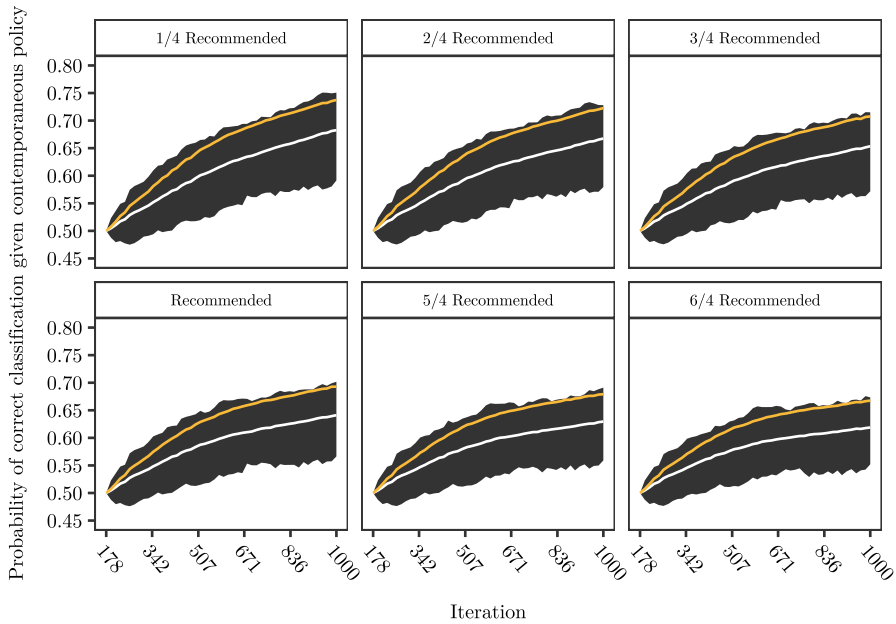 Probability of correct classification given contemporaneous policy
1/4 Recommended
2/4 Recommended
3/4 Recommended
0.80
0.75
0.70
0.65
0.60
0.55
0.50
0.45
Recommended
5/4 Recommended
6/4 Recommended
0.80
0.75
0.70
0.65
0.60
0.55
0.50
0.45
178 342 507 671 836 1000
178 342 507 671 836 1000
178 342 507 671 836 1000
Iteration